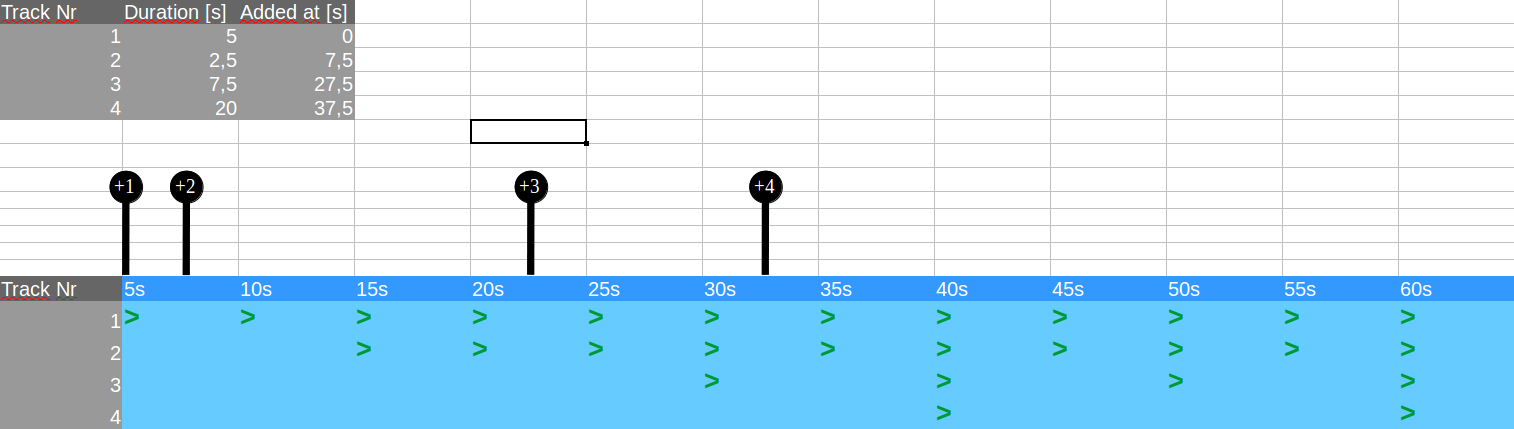 Track Nr Duration [s] Added at [s]
1 5 0
2 2,5 7,5
3 7,5 27,5
4 20 37,5
+1 +2 +3 +4
Track Nr 5s 10s 15s 20s 25s 30s 35s 40s 45s 50s 55s 60s
1 > > > > > > > > > > > >
2 > > > > > > > > > >
3 > > > >
4 > >